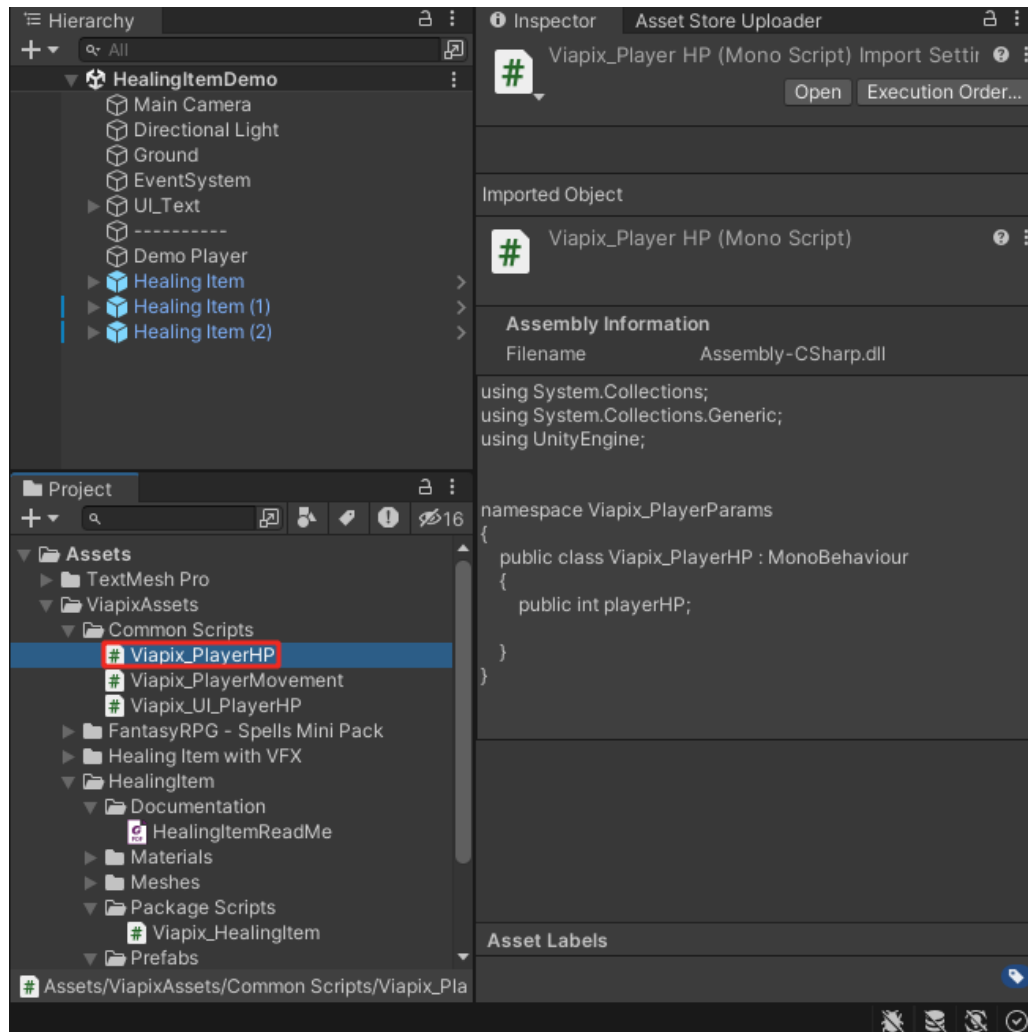 Hierarchy
All
HealingItemDemo
Main Camera
Directional Light
Ground
EventSystem
UI_Text
----------
Demo Player
Healing Item
Healing Item (1)
Healing Item (2)
Project
16
Assets
TextMesh Pro
ViapixAssets
Common Scripts
# Viapix_PlayerHP
# Viapix_PlayerMovement
# Viapix_UI_PlayerHP
FantasyRPG - Spells Mini Pack
Healing Item with VFX
HealingItem
Documentation
HealingItemReadMe
Materials
Meshes
Package Scripts
# Viapix_HealingItem
Prefabs
# Assets/ViapixAssets/Common Scripts/Viapix_Pla
Inspector Asset Store Uploader
# Viapix_Player HP (Mono Script) Import Settin
Open Execution Order...
Imported Object
# Viapix_Player HP (Mono Script)
Assembly Information
Filename Assembly-CSharp.dll
using System.Collections;
using System.Collections.Generic;
using UnityEngine;
namespace Viapix_PlayerParams
{
public class Viapix_PlayerHP : MonoBehaviour
{
public int playerHP;
}
}
Asset Labels